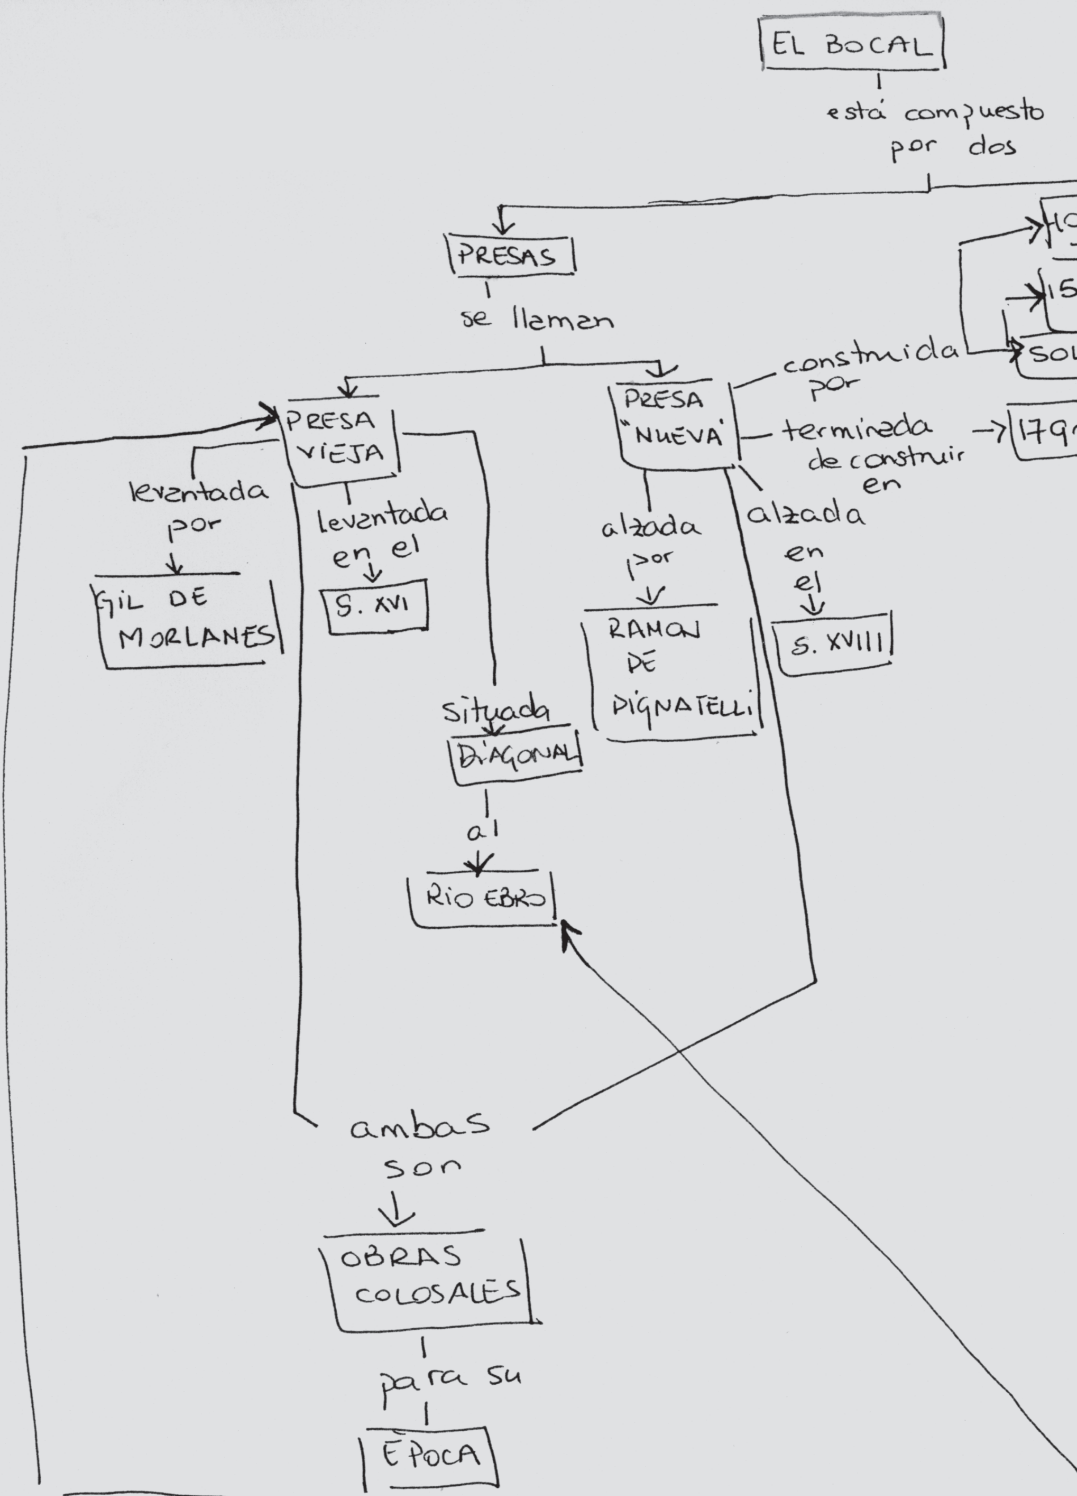 EL BOCAL
está compuesto
por dos
PRESAS
se llaman
PRESA
VIEJA
levantada
por
GIL DE
MORLANES
levantada
en el
S. XVI
situada
DIAGONAL
al
RIO EBRO
PRESA
"NUEVA"
construida
por
terminada
de construir
en
alzada
por
RAMON
DE
PIGNATELLI
alzada
en
el
S. XVIII
ambas
son
OBRAS
COLOSALES
para su
EPOCA